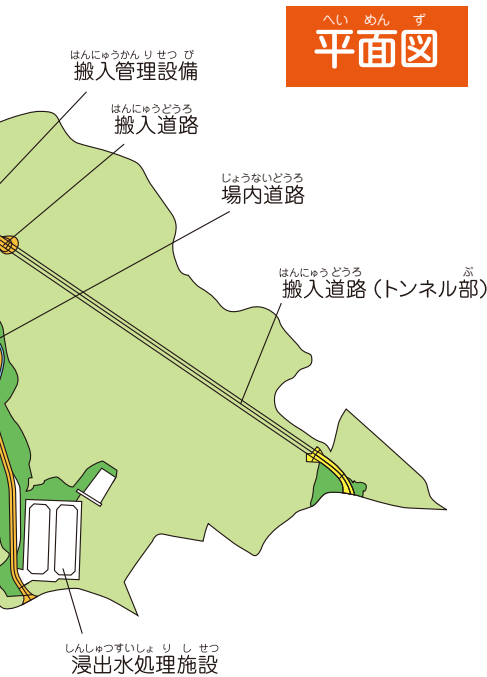 へい めん ず
平面図
はんにゅうかん り せつ び
搬入管理設備
はんにゅうどうろ
搬入道路
じょうないどうろ
場内道路
はんにゅう どうろ ぶ
搬入道路（トンネル部）
しんしゅつすいしょ り し せつ
浸出水処理施設